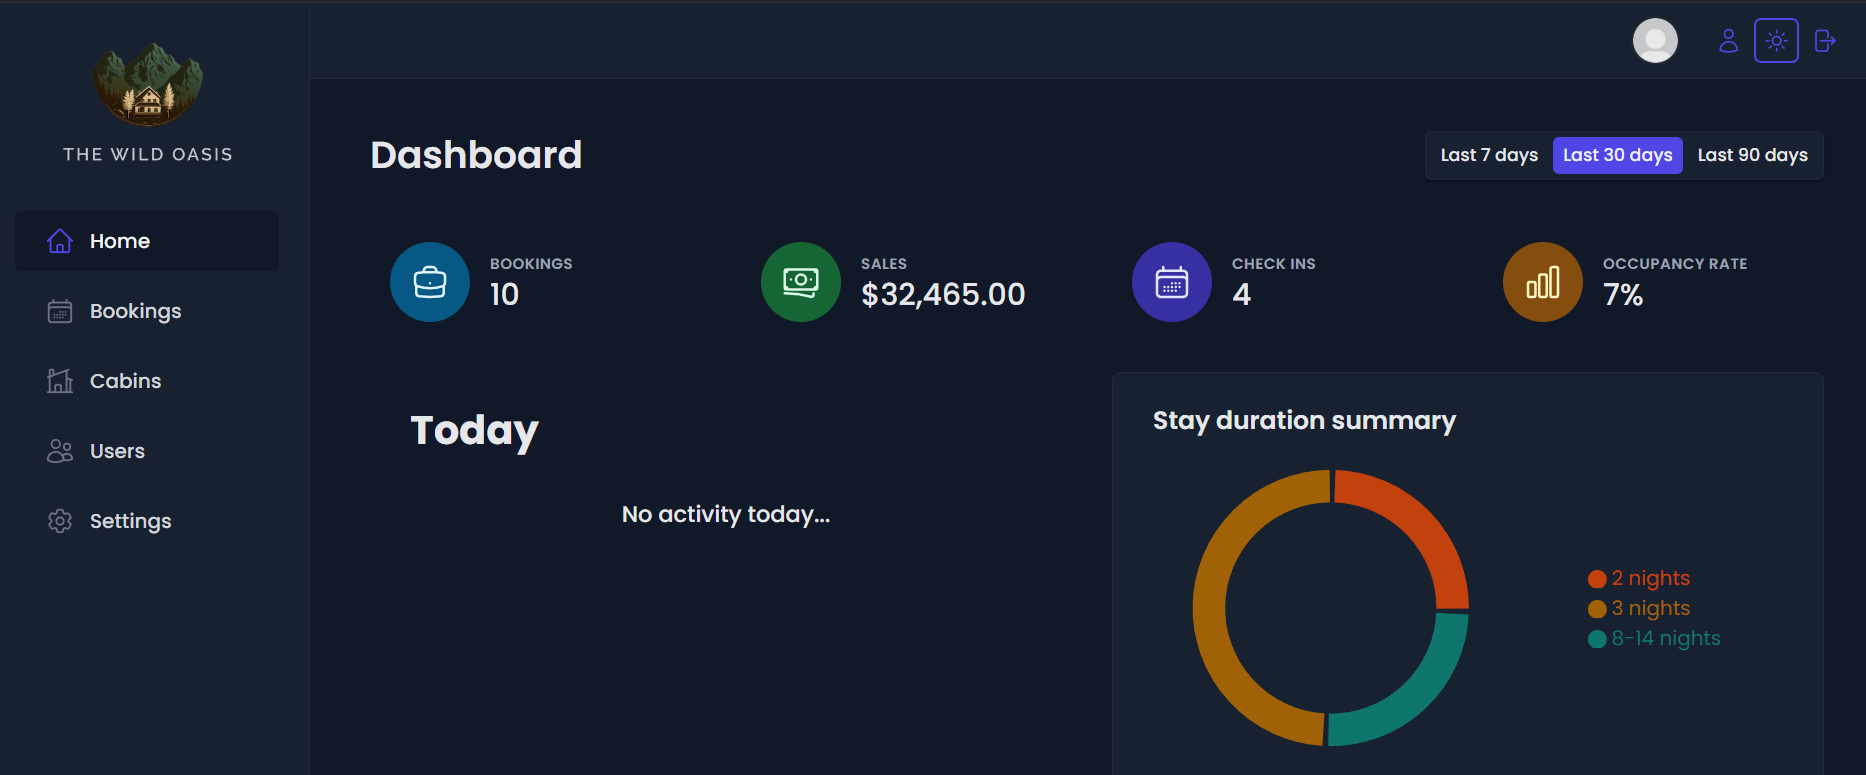 THE WILD OASIS
Home
Bookings
Cabins
Users
Settings
Dashboard
Last 7 days
Last 30 days
Last 90 days
BOOKINGS
10
SALES
$32,465.00
CHECK INS
4
OCCUPANCY RATE
7%
Today
No activity today...
Stay duration summary
2 nights
3 nights
8-14 nights